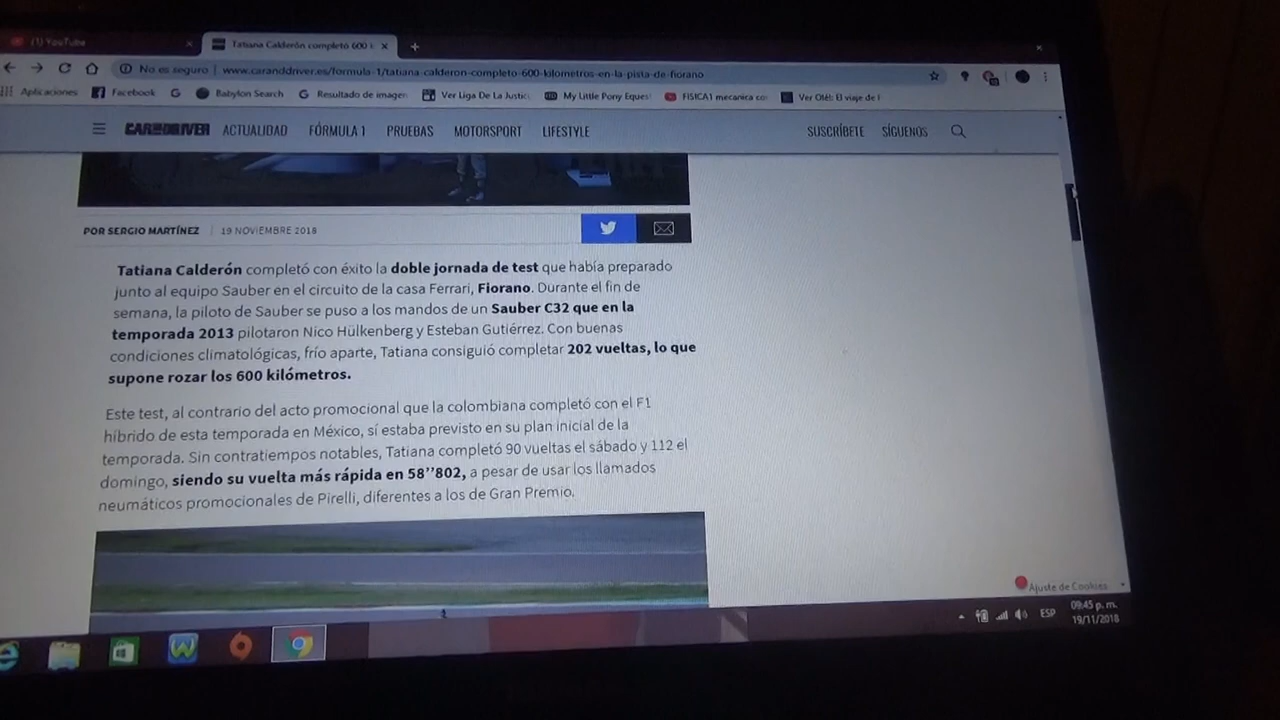 (1) YouTube
Tatiana Calderón completó 600 k
No es seguro | www.caranddriver.es/formula-1/tatiana-calderon-completo-600-kilometros-en-la-pista-de-fiorano
Aplicaciones Facebook Babylon Search Resultado de imagen Ver Liga De La Justici My Little Pony Eques FISICA1 mecanica co Ver Olé!: El viaje de F
CAR AND DRIVER ACTUALIDAD FÓRMULA 1 PRUEBAS MOTORSPORT LIFESTYLE SUSCRÍBETE SÍGUENOS
POR SERGIO MARTÍNEZ | 19 NOVIEMBRE 2018
Tatiana Calderón completó con éxito la doble jornada de test que había preparado
junto al equipo Sauber en el circuito de la casa Ferrari, Fiorano. Durante el fin de
semana, la piloto de Sauber se puso a los mandos de un Sauber C32 que en la
temporada 2013 pilotaron Nico Hülkenberg y Esteban Gutiérrez. Con buenas
condiciones climatológicas, frío aparte, Tatiana consiguió completar 202 vueltas, lo que
supone rozar los 600 kilómetros.
Este test, al contrario del acto promocional que la colombiana completó con el F1
híbrido de esta temporada en México, sí estaba previsto en su plan inicial de la
temporada. Sin contratiempos notables, Tatiana completó 90 vueltas el sábado y 112 el
domingo, siendo su vuelta más rápida en 58’’802, a pesar de usar los llamados
neumáticos promocionales de Pirelli, diferentes a los de Gran Premio.
Ajuste de Cookies
ESP
09:45 p. m.
19/11/2018